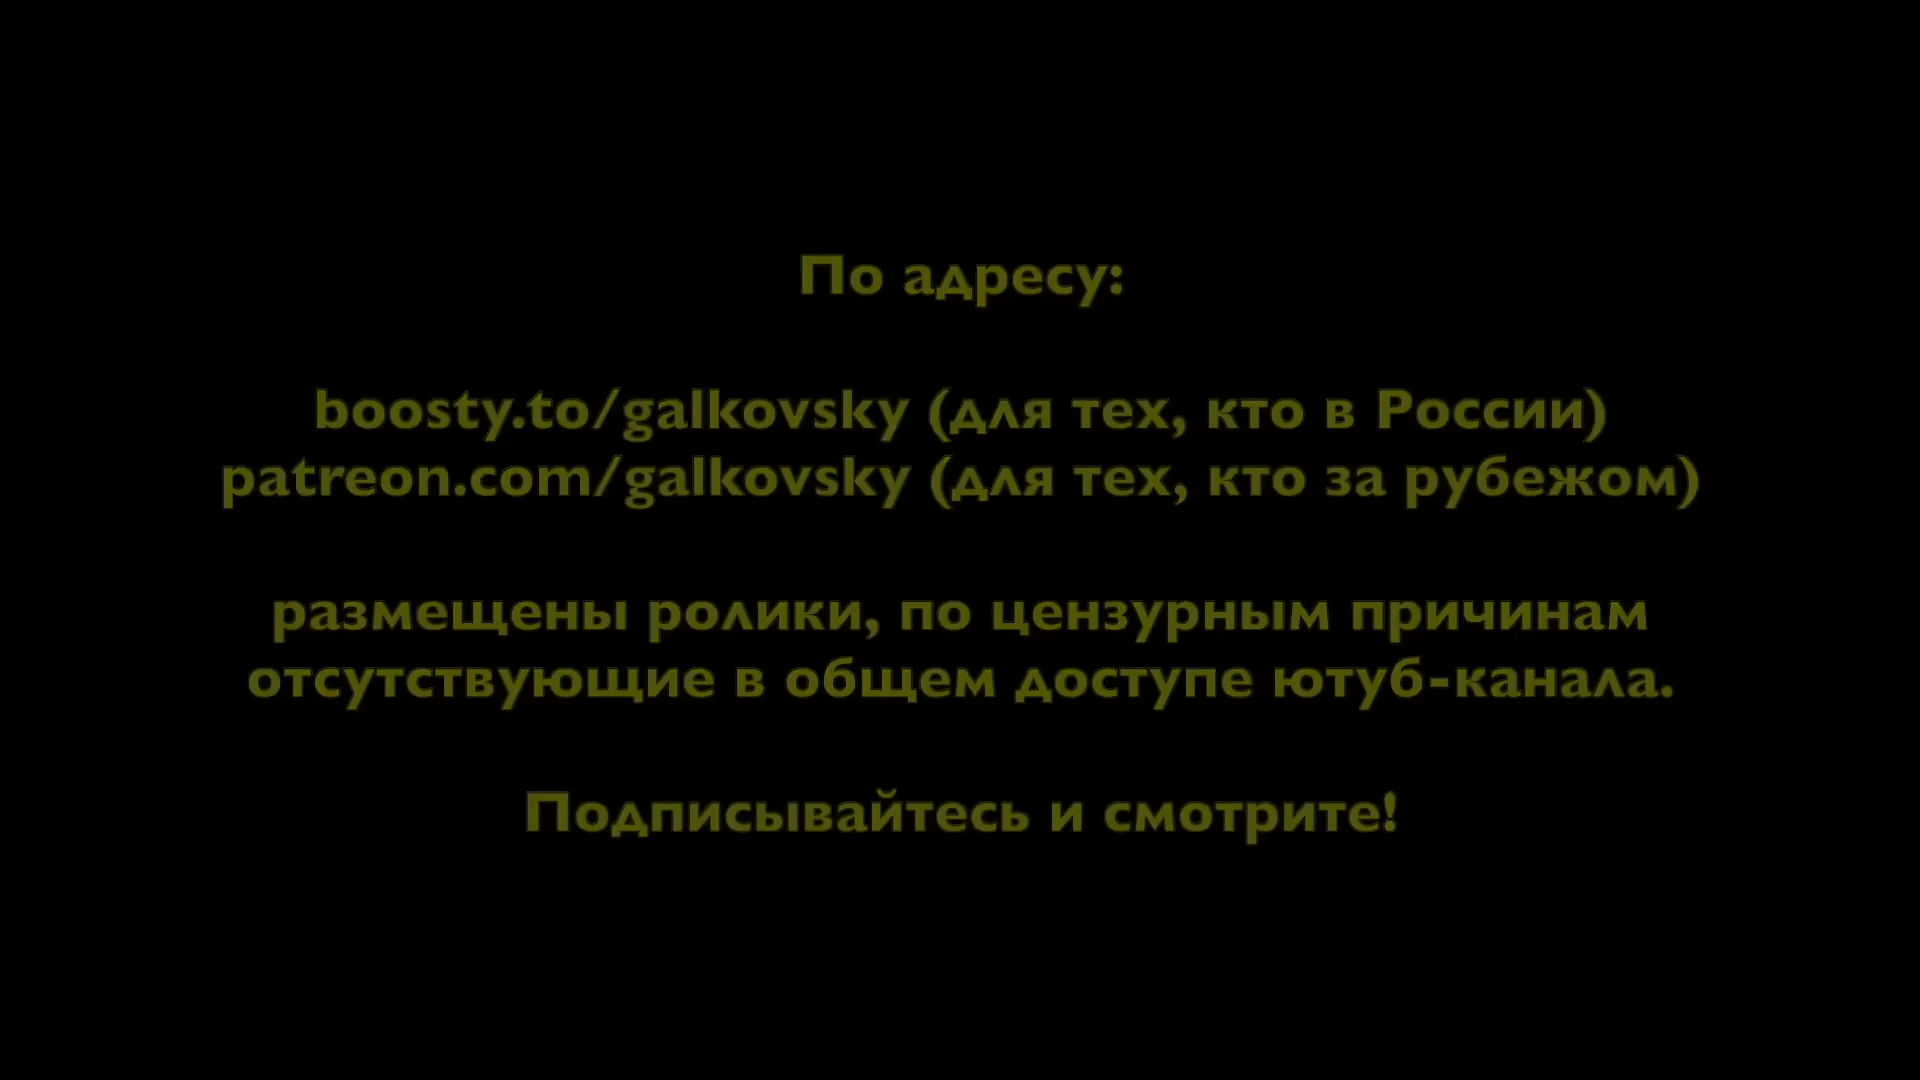 По адресу:
boosty.to/galkovsky (для тех, кто в России)
patreon.com/galkovsky (для тех, кто за рубежом)
размещены ролики, по цензурным причинам
отсутствующие в общем доступе ютуб-канала.
Подписывайтесь и смотрите!